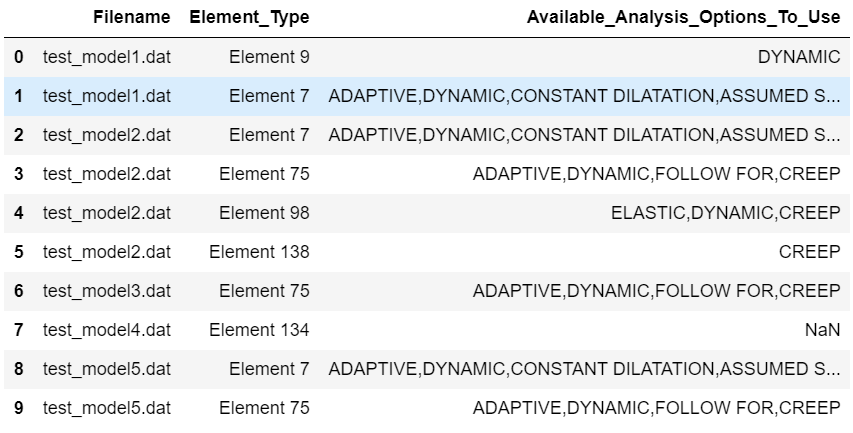 Filename Element_Type Available_Analysis_Options_To_Use
0 test_model1.dat Element 9 DYNAMIC
1 test_model1.dat Element 7 ADAPTIVE,DYNAMIC,CONSTANT DILATATION,ASSUMED S...
2 test_model2.dat Element 7 ADAPTIVE,DYNAMIC,CONSTANT DILATATION,ASSUMED S...
3 test_model2.dat Element 75 ADAPTIVE,DYNAMIC,FOLLOW FOR,CREEP
4 test_model2.dat Element 98 ELASTIC,DYNAMIC,CREEP
5 test_model2.dat Element 138 CREEP
6 test_model3.dat Element 75 ADAPTIVE,DYNAMIC,FOLLOW FOR,CREEP
7 test_model4.dat Element 134 NaN
8 test_model5.dat Element 7 ADAPTIVE,DYNAMIC,CONSTANT DILATATION,ASSUMED S...
9 test_model5.dat Element 75 ADAPTIVE,DYNAMIC,FOLLOW FOR,CREEP